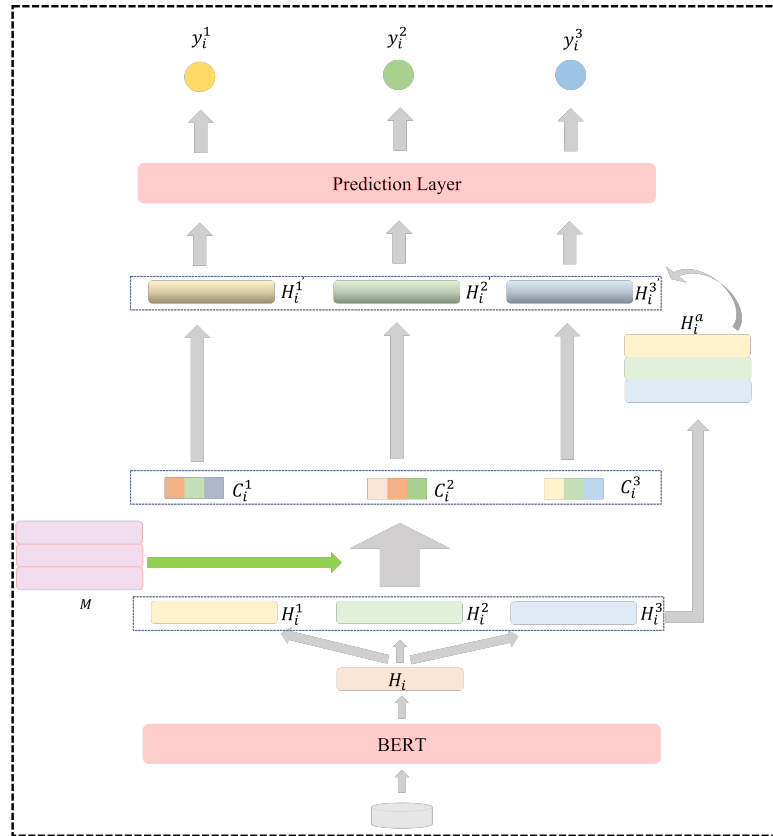 y_i^1 y_i^2 y_i^3
Prediction Layer
H_i^{1'} H_i^{2'} H_i^{3'}
H_i^a
C_i^1 C_i^2 C_i^3
M
H_i^1 H_i^2 H_i^3
H_i
BERT